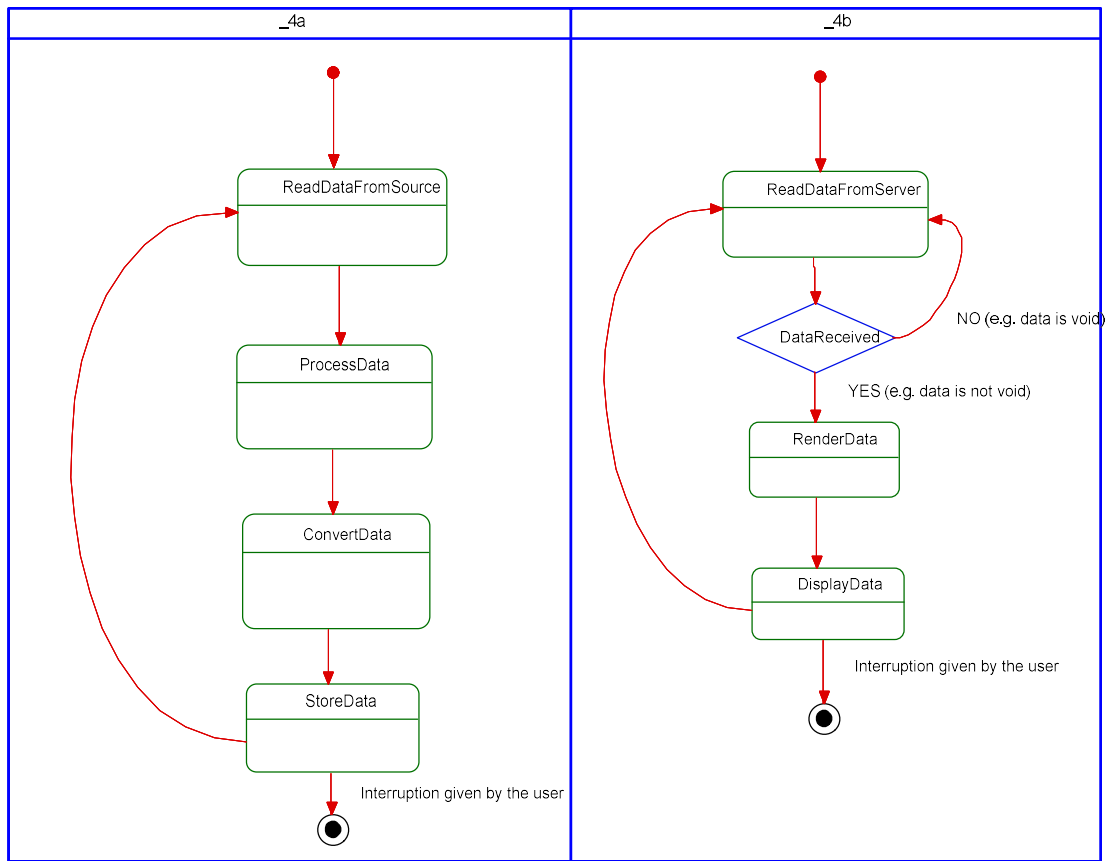 _4a
ReadDataFromSource
ProcessData
ConvertData
StoreData
Interruption given by the user
_4b
ReadDataFromServer
DataReceived
NO (e.g. data is void)
YES (e.g. data is not void)
RenderData
DisplayData
Interruption given by the user